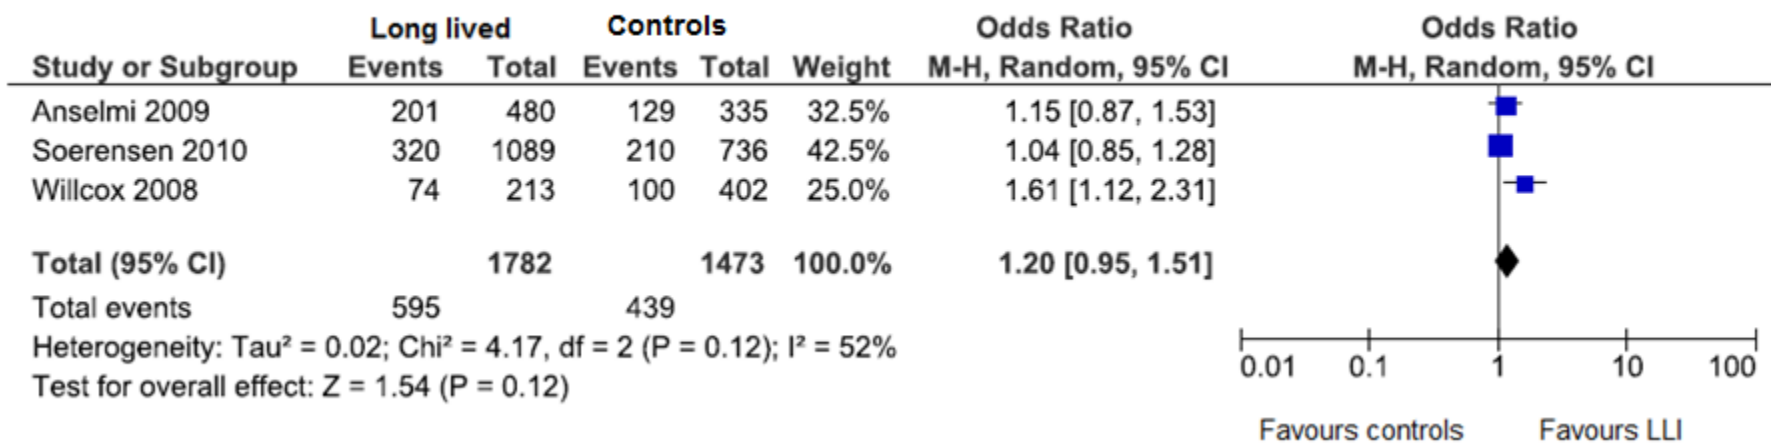 Long lived Controls Odds Ratio Odds Ratio
Study or Subgroup Events Total Events Total Weight M-H, Random, 95% CI M-H, Random, 95% CI
Anselmi 2009 201 480 129 335 32.5% 1.15 [0.87, 1.53]
Soerensen 2010 320 1089 210 736 42.5% 1.04 [0.85, 1.28]
Willcox 2008 74 213 100 402 25.0% 1.61 [1.12, 2.31]
Total (95% CI) 1782 1473 100.0% 1.20 [0.95, 1.51]
Total events 595 439
Heterogeneity: Tau² = 0.02; Chi² = 4.17, df = 2 (P = 0.12); I² = 52%
Test for overall effect: Z = 1.54 (P = 0.12)
0.01 0.1 1 10 100
Favours controls Favours LLI